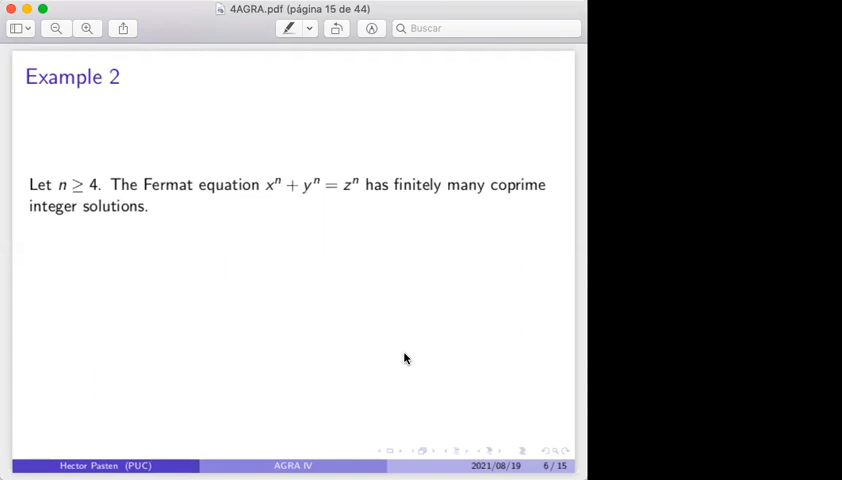 4AGRA.pdf (página 15 de 44)
Buscar
Example 2
Let n ≥ 4. The Fermat equation xⁿ + yⁿ = zⁿ has finitely many coprime
integer solutions.
Hector Pasten (PUC) AGRA IV 2021/08/19 6 / 15